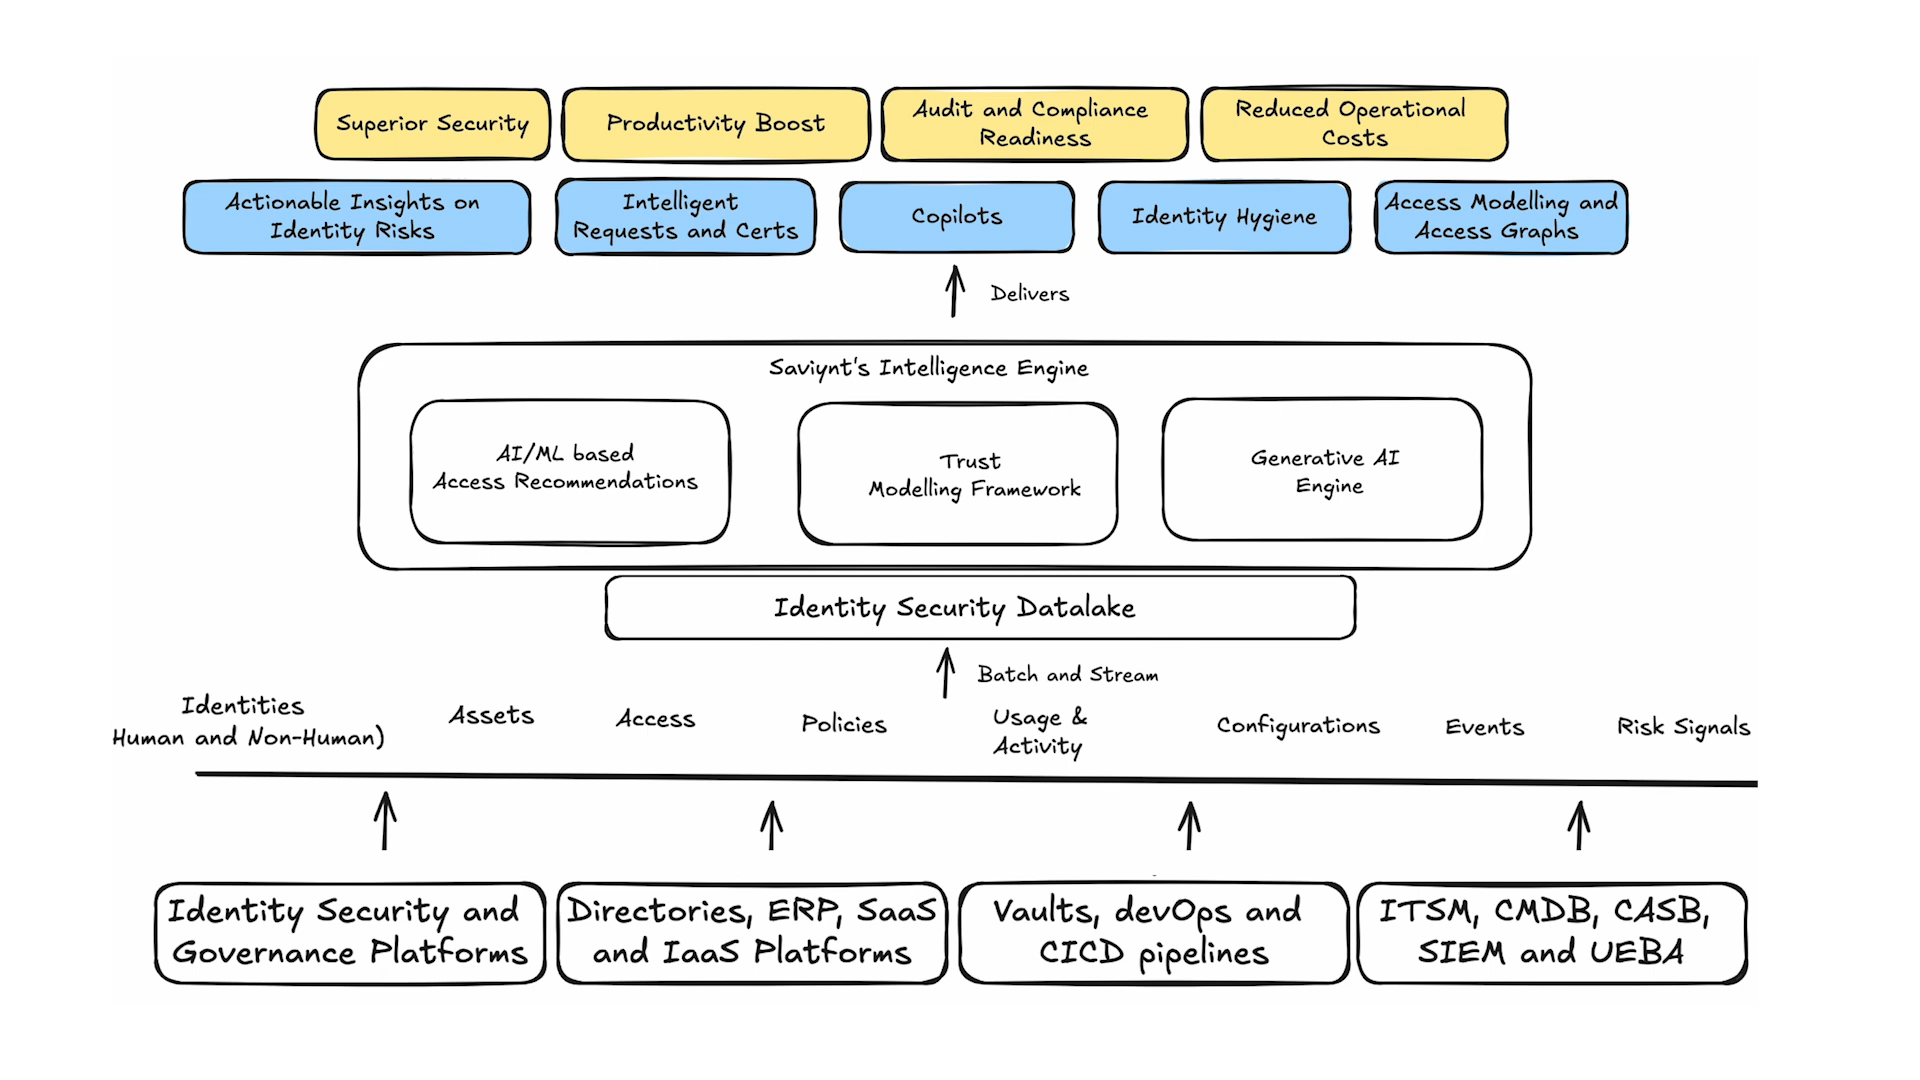 Superior Security
Productivity Boost
Audit and Compliance
Readiness
Reduced Operational
Costs
Actionable Insights on
Identity Risks
Intelligent
Requests and Certs
Copilots
Identity Hygiene
Access Modelling and
Access Graphs
Delivers
Saviynt's Intelligence Engine
AI/ML based
Access Recommendations
Trust
Modelling Framework
Generative AI
Engine
Identity Security Datalake
Batch and Stream
Identities
Human and Non-Human)
Assets
Access
Policies
Usage &
Activity
Configurations
Events
Risk Signals
Identity Security and
Governance Platforms
Directories, ERP, SaaS
and IaaS Platforms
Vaults, devOps and
CICD pipelines
ITSM, CMDB, CASB,
SIEM and UEBA